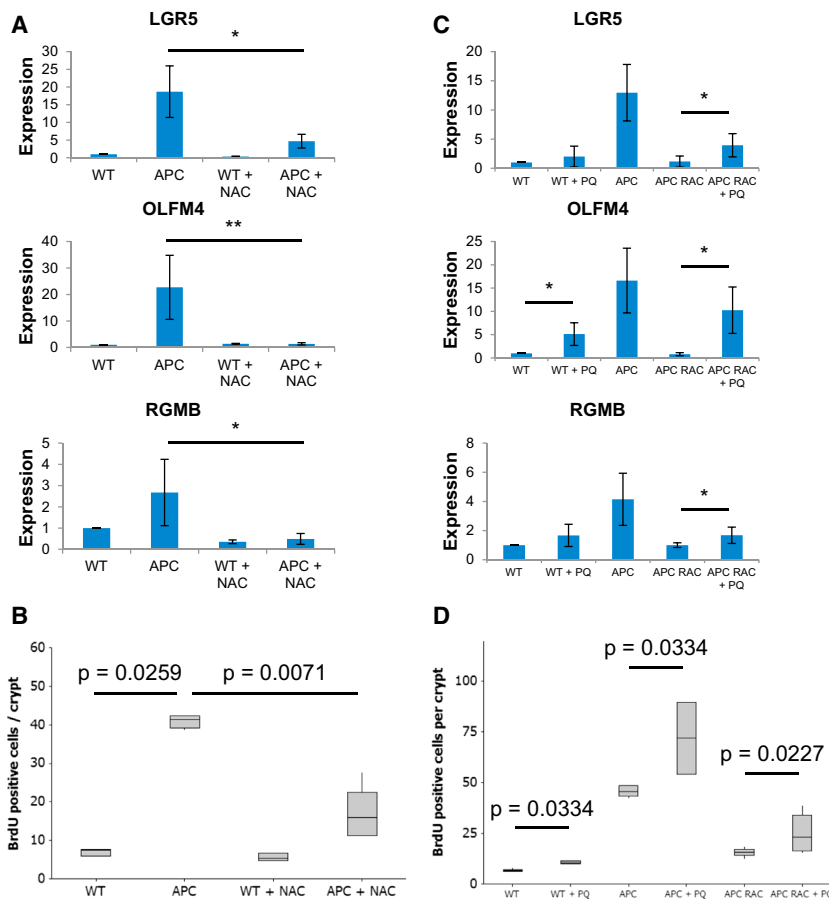 A
LGR5
Expression
30
25
20
15
10
5
0
*
WT
APC
WT + NAC
APC + NAC
OLFM4
Expression
40
30
20
10
0
**
WT
APC
WT + NAC
APC + NAC
RGMB
Expression
5
4
3
2
1
0
*
WT
APC
WT + NAC
APC + NAC
B
BrdU positive cells / crypt
60
50
40
30
20
10
0
p = 0.0259
p = 0.0071
WT
APC
WT + NAC
APC + NAC
C
LGR5
Expression
20
15
10
5
0
*
WT
WT + PQ
APC
APC RAC
APC RAC + PQ
OLFM4
Expression
25
20
15
10
5
0
*
*
WT
WT + PQ
APC
APC RAC
APC RAC + PQ
RGMB
Expression
8
6
4
2
0
*
WT
WT + PQ
APC
APC RAC
APC RAC + PQ
D
BrdU positive cells per crypt
100
75
50
25
0
p = 0.0334
p = 0.0334
p = 0.0227
WT
WT + PQ
APC
APC + PQ
APC RAC
APC RAC + PQ